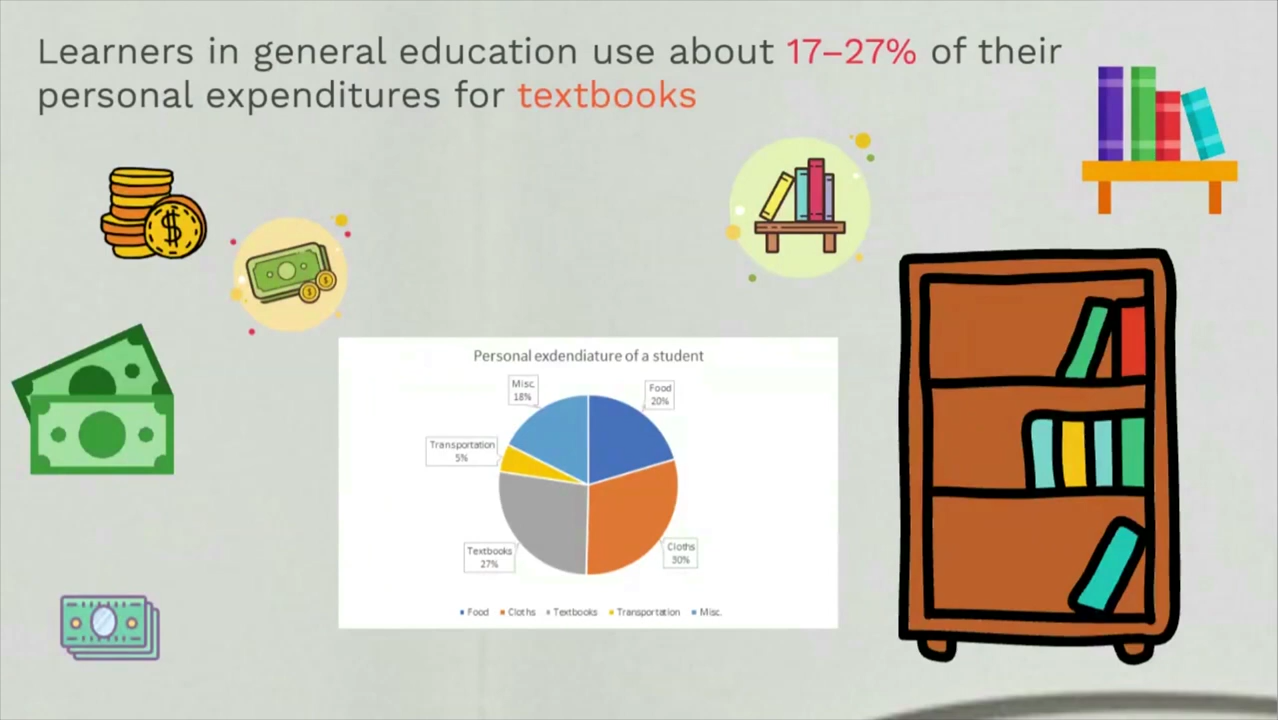 Learners in general education use about 17–27% of their
personal expenditures for textbooks
Personal exdendiature of a student
Misc.
18%
Food
20%
Transportation
5%
Textbooks
27%
Cloths
30%
Food Cloths Textbooks Transportation Misc.